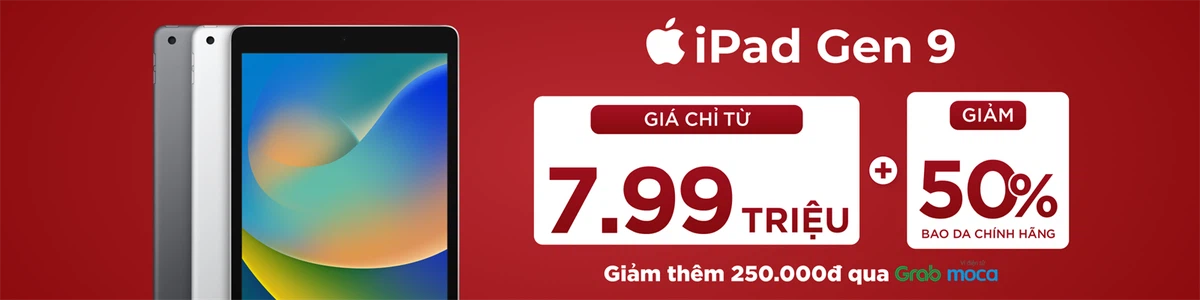 iPad Gen 9
GIÁ CHỈ TỪ
7.99 TRIỆU
+
GIẢM
50%
BAO DA CHÍNH HÃNG
Giảm thêm 250.000đ qua Grab moca